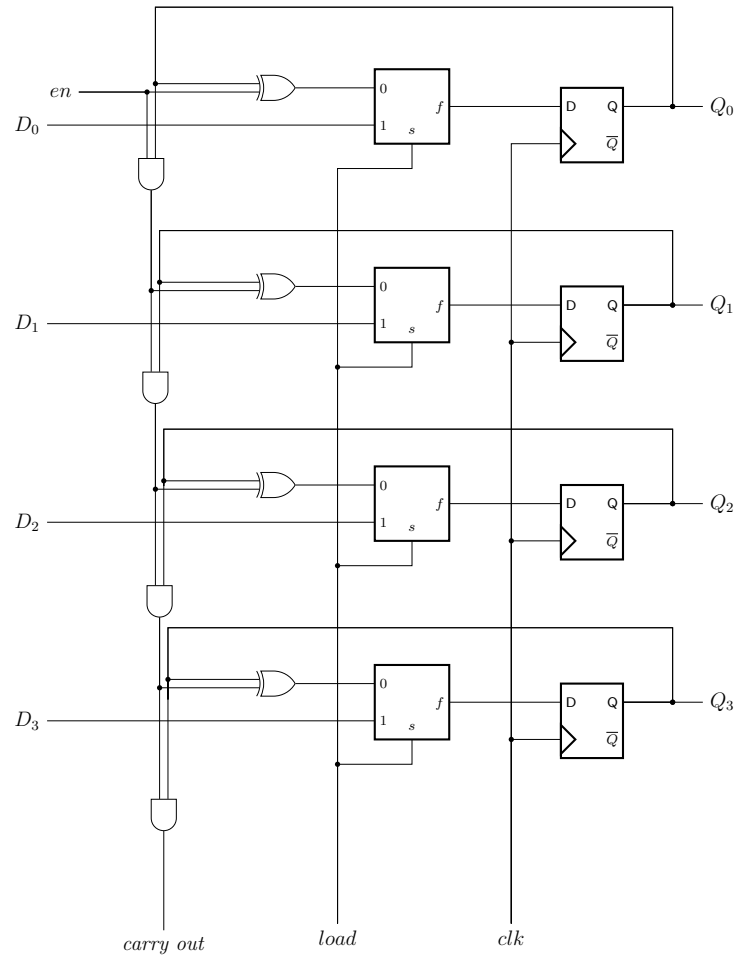 en
D₀
0
1
s
f
D Q
Q̅
Q₀
D₁
0
1
s
f
D Q
Q̅
Q₁
D₂
0
1
s
f
D Q
Q̅
Q₂
D₃
0
1
s
f
D Q
Q̅
Q₃
carry out
load
clk